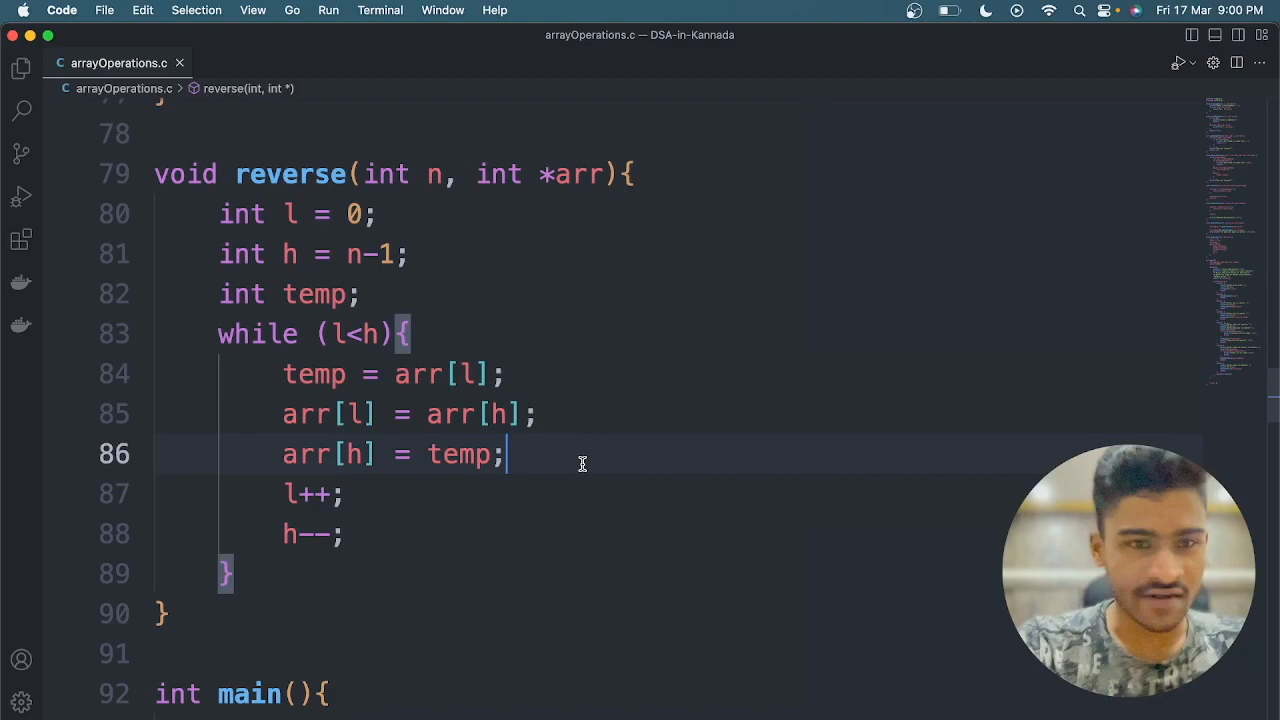 Code File Edit Selection View Go Run Terminal Window Help Fri 17 Mar 9:00 PM
arrayOperations.c — DSA-in-Kannada
C arrayOperations.c
C arrayOperations.c > reverse(int, int *)
77 }
78
79 void reverse(int n, int *arr){
80 int l = 0;
81 int h = n-1;
82 int temp;
83 while (l<h){
84 temp = arr[l];
85 arr[l] = arr[h];
86 arr[h] = temp;
87 l++;
88 h--;
89 }
90 }
91
92 int main(){